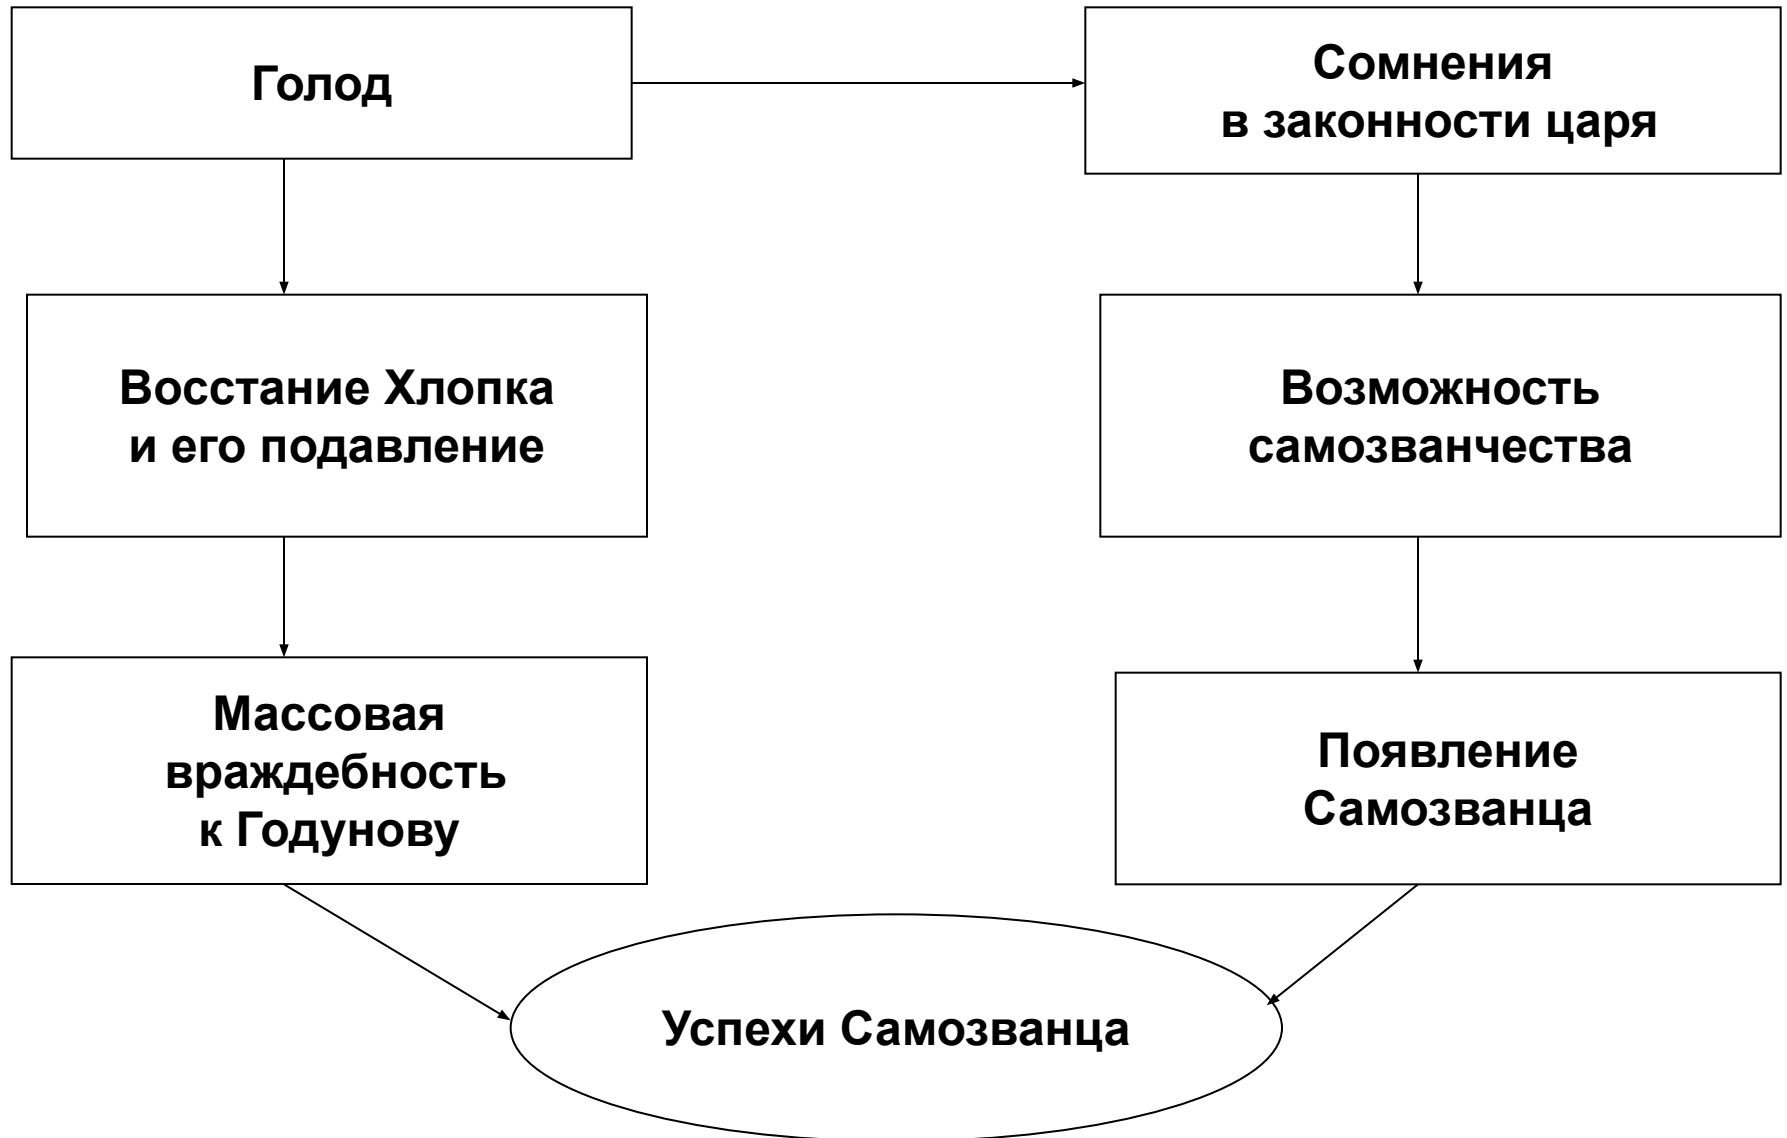 Голод
Сомнения
в законности царя
Восстание Хлопка
и его подавление
Возможность
самозванчества
Массовая
враждебность
к Годунову
Появление
Самозванца
Успехи Самозванца